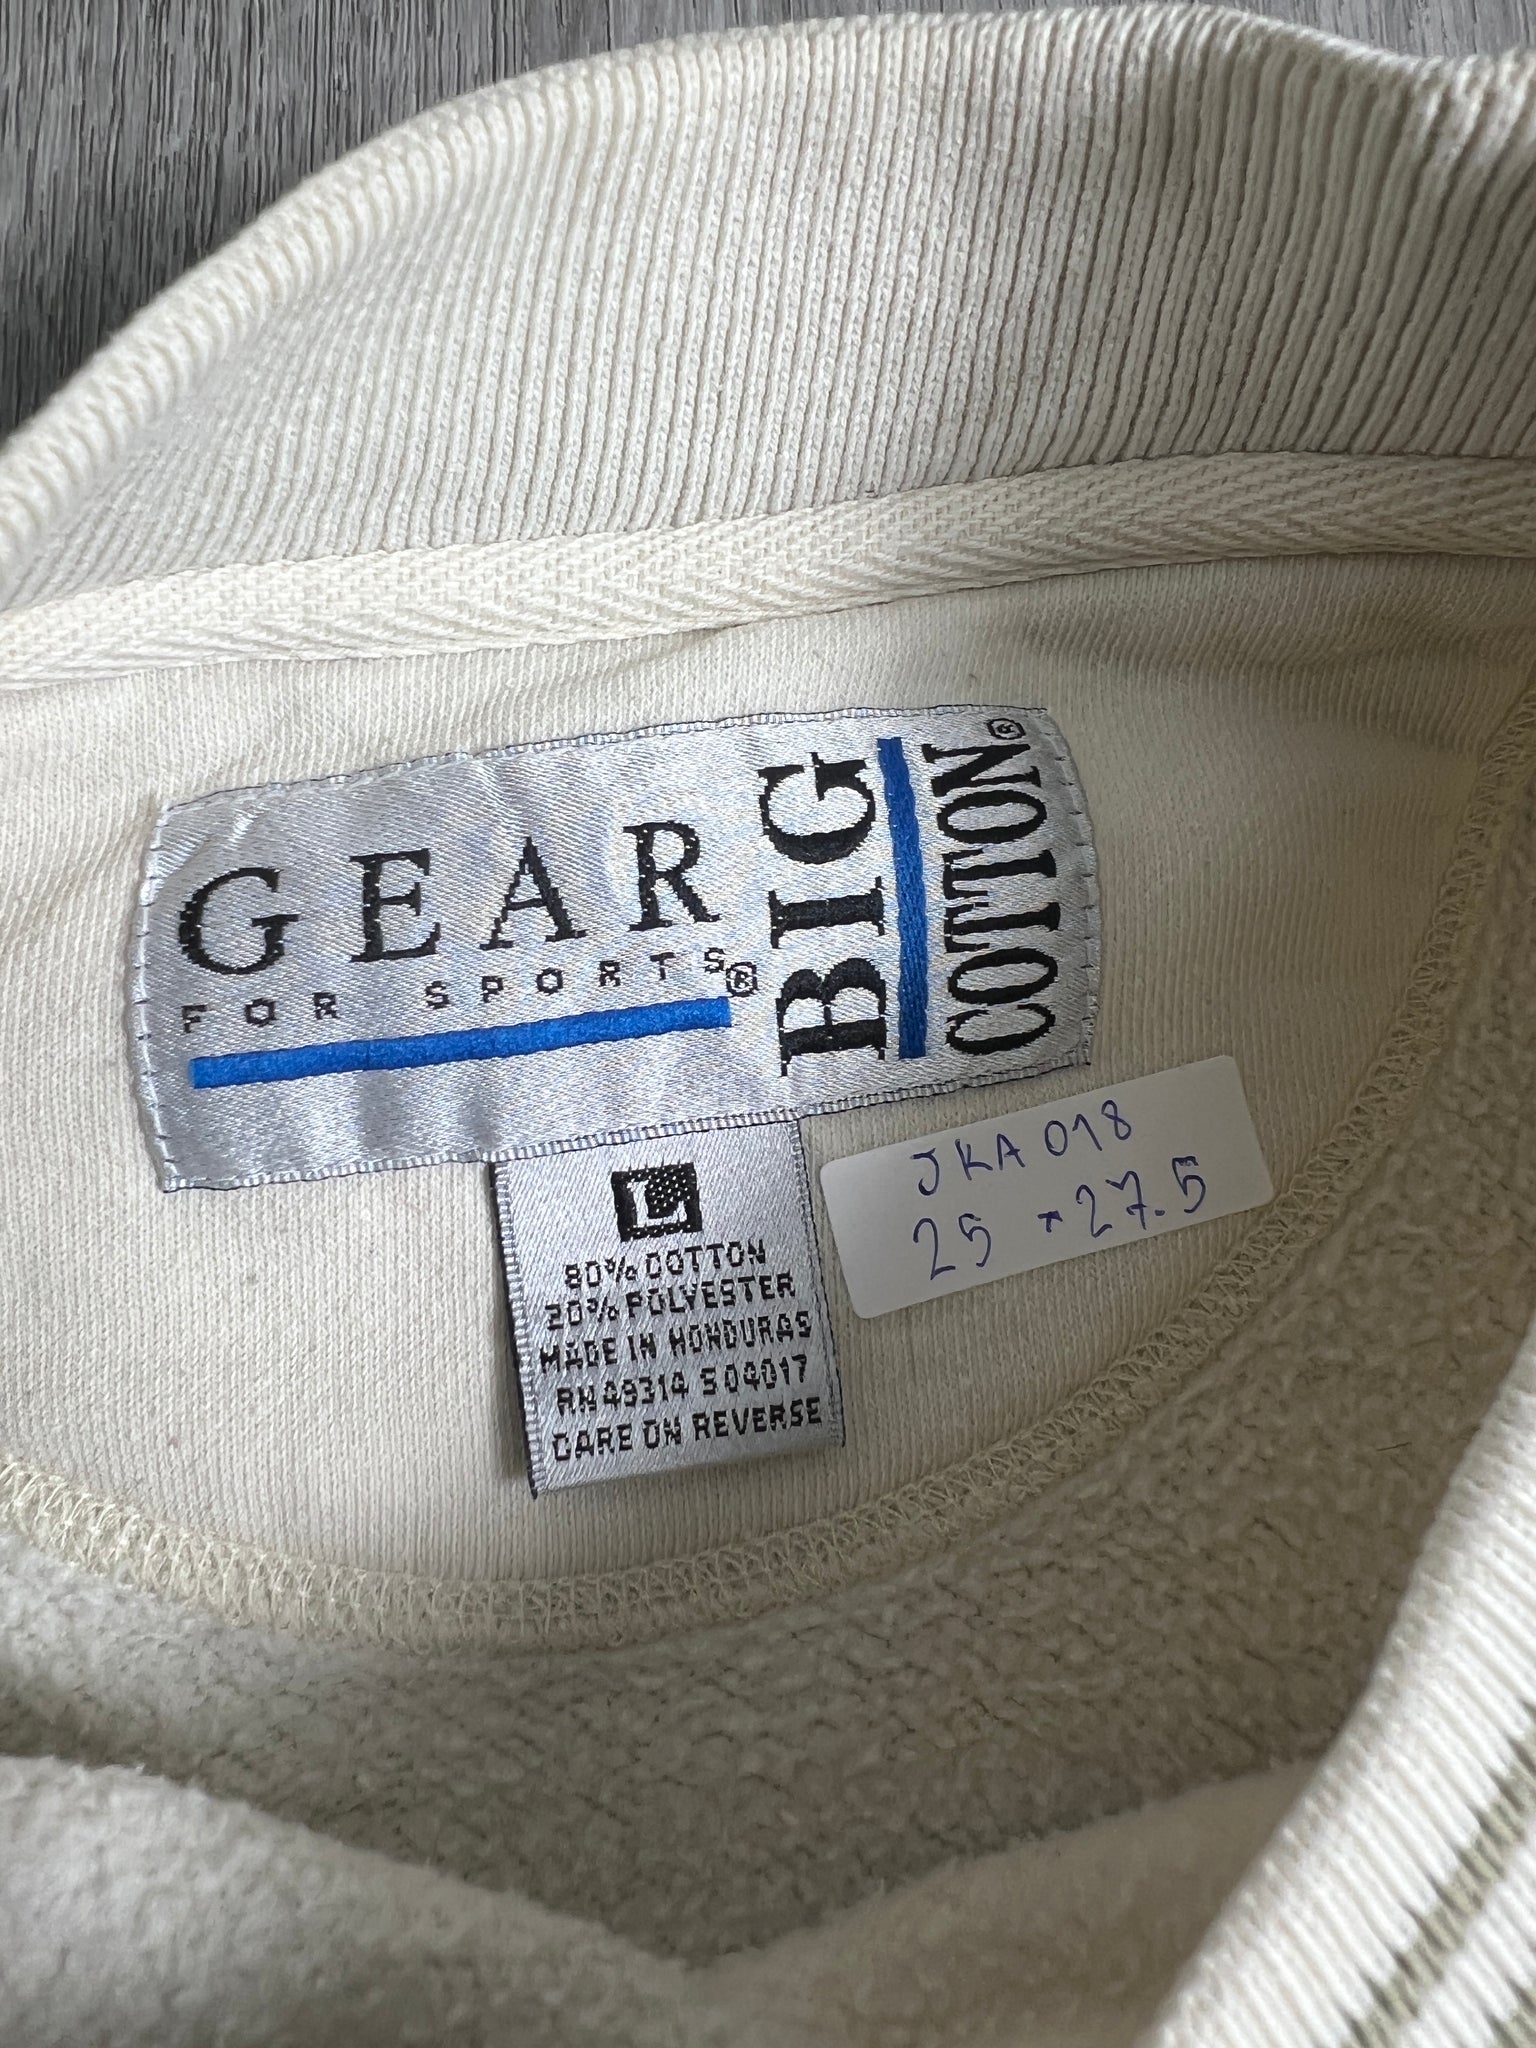 GEAR
FOR SPORTS®
BIG
COTTON®
L
80% COTTON
20% POLYESTER
MADE IN HONDURAS
RN 49314 S04017
CARE ON REVERSE
JKA 018
25 * 27.5